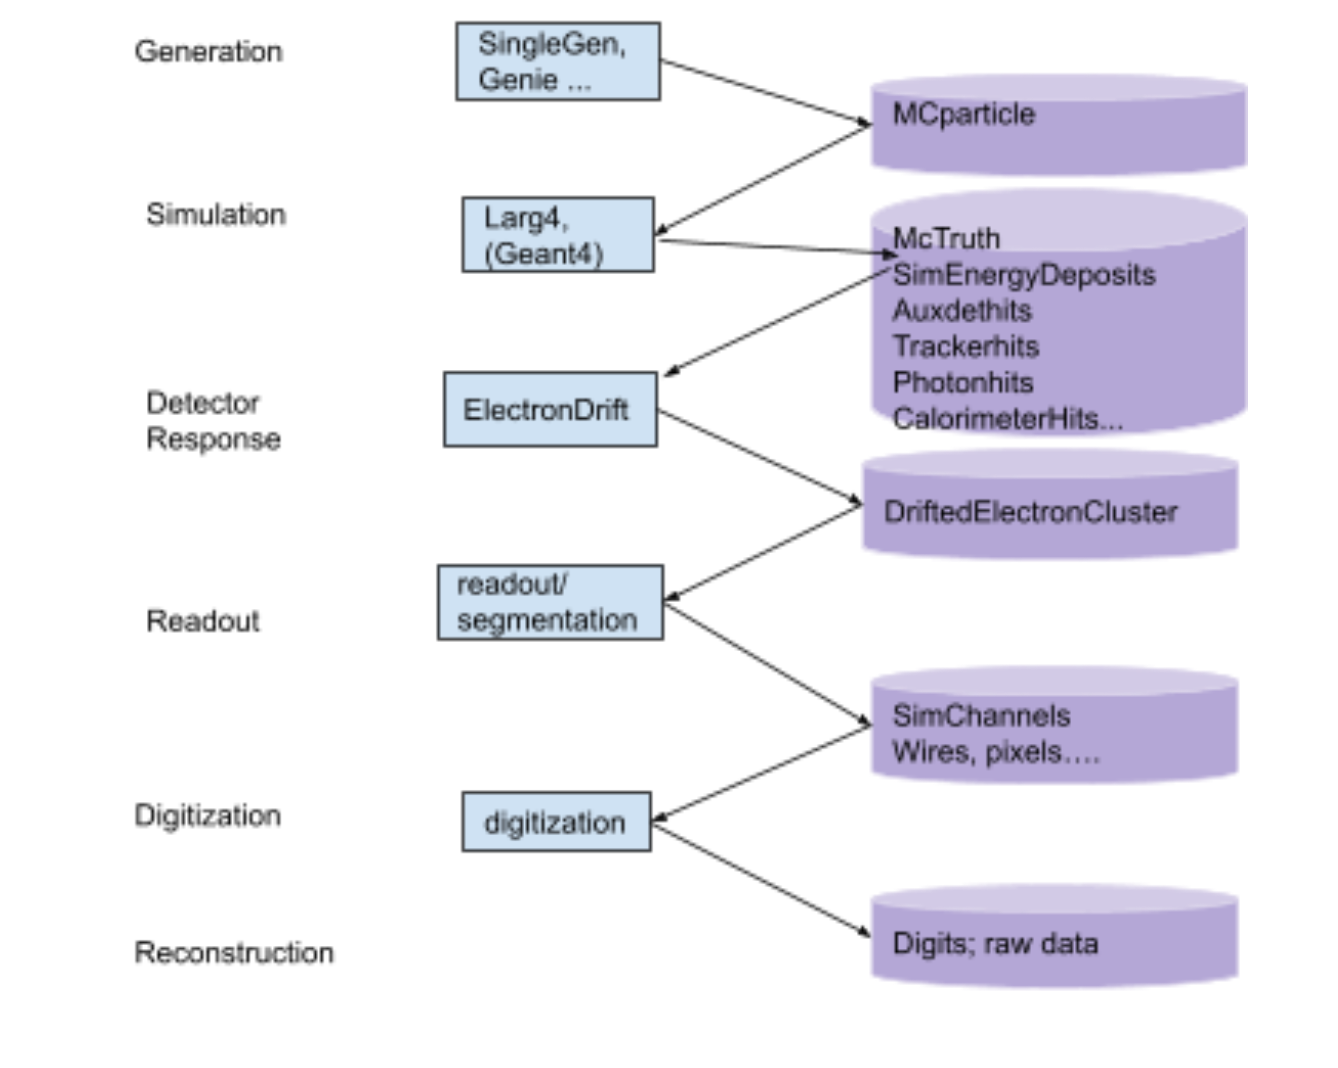 Generation
SingleGen,
Genie ...
MCparticle
Simulation
Larg4,
(Geant4)
McTruth
SimEnergyDeposits
Auxdethits
Trackerhits
Photonhits
CalorimeterHits...
Detector
Response
ElectronDrift
DriftedElectronCluster
Readout
readout/
segmentation
SimChannels
Wires, pixels....
Digitization
digitization
Reconstruction
Digits; raw data